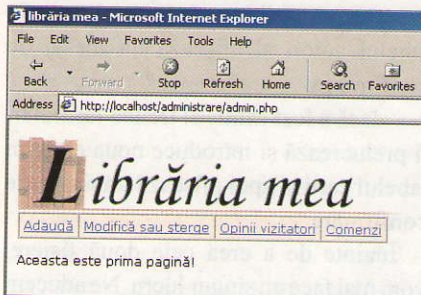 librăria mea - Microsoft Internet Explorer
File Edit View Favorites Tools Help
Back Forward Stop Refresh Home Search Favorites
Address http://localhost/administrare/admin.php
Librăria mea
Adaugă Modifică sau șterge Opinii vizitatori Comenzi
Aceasta este prima pagină!